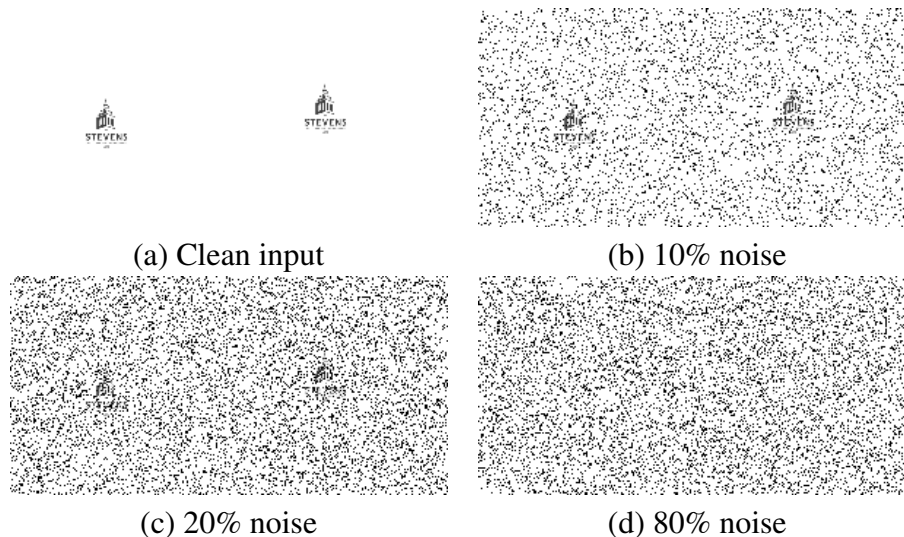 STEVENS
STEVENS
(a) Clean input
(b) 10% noise
(c) 20% noise
(d) 80% noise